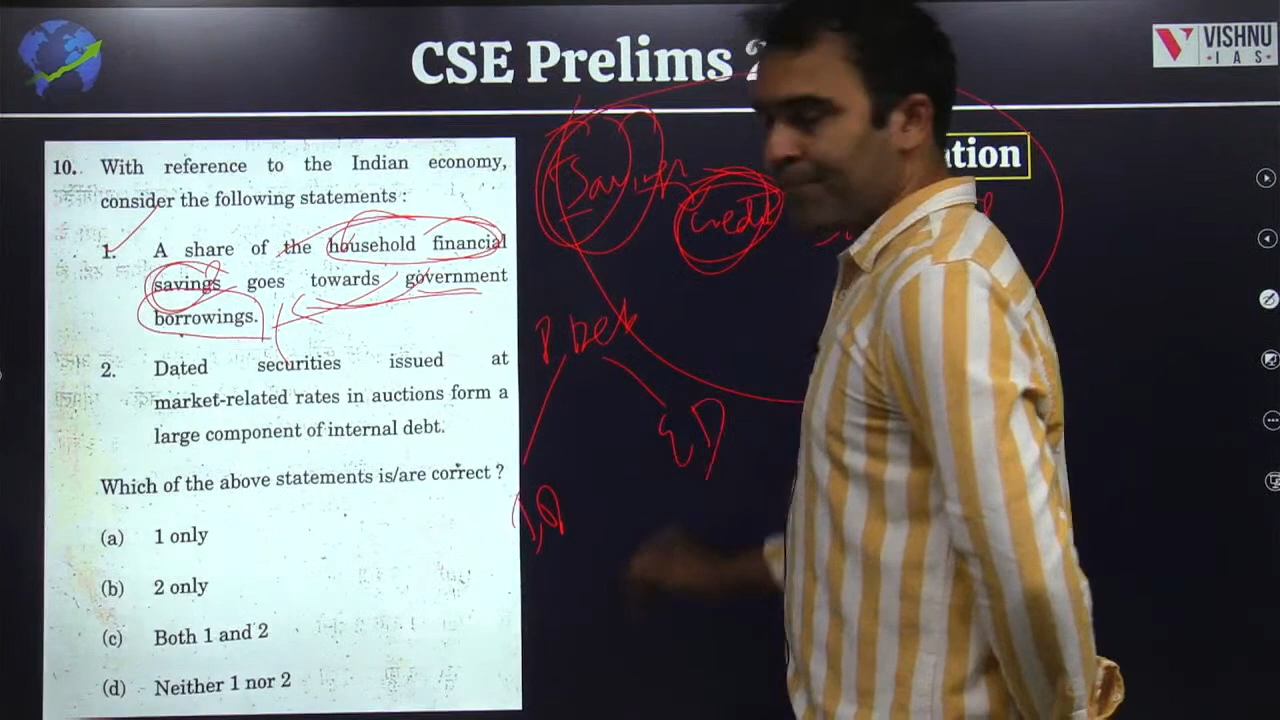 CSE Prelims 2
VISHNU
IAS
ation
10. With reference to the Indian economy,
consider the following statements :
1. A share of the household financial
savings goes towards government
borrowings.
2. Dated securities issued at
market-related rates in auctions form a
large component of internal debt.
Which of the above statements is/are correct ?
(a) 1 only
(b) 2 only
(c) Both 1 and 2
(d) Neither 1 nor 2
Credit
ED